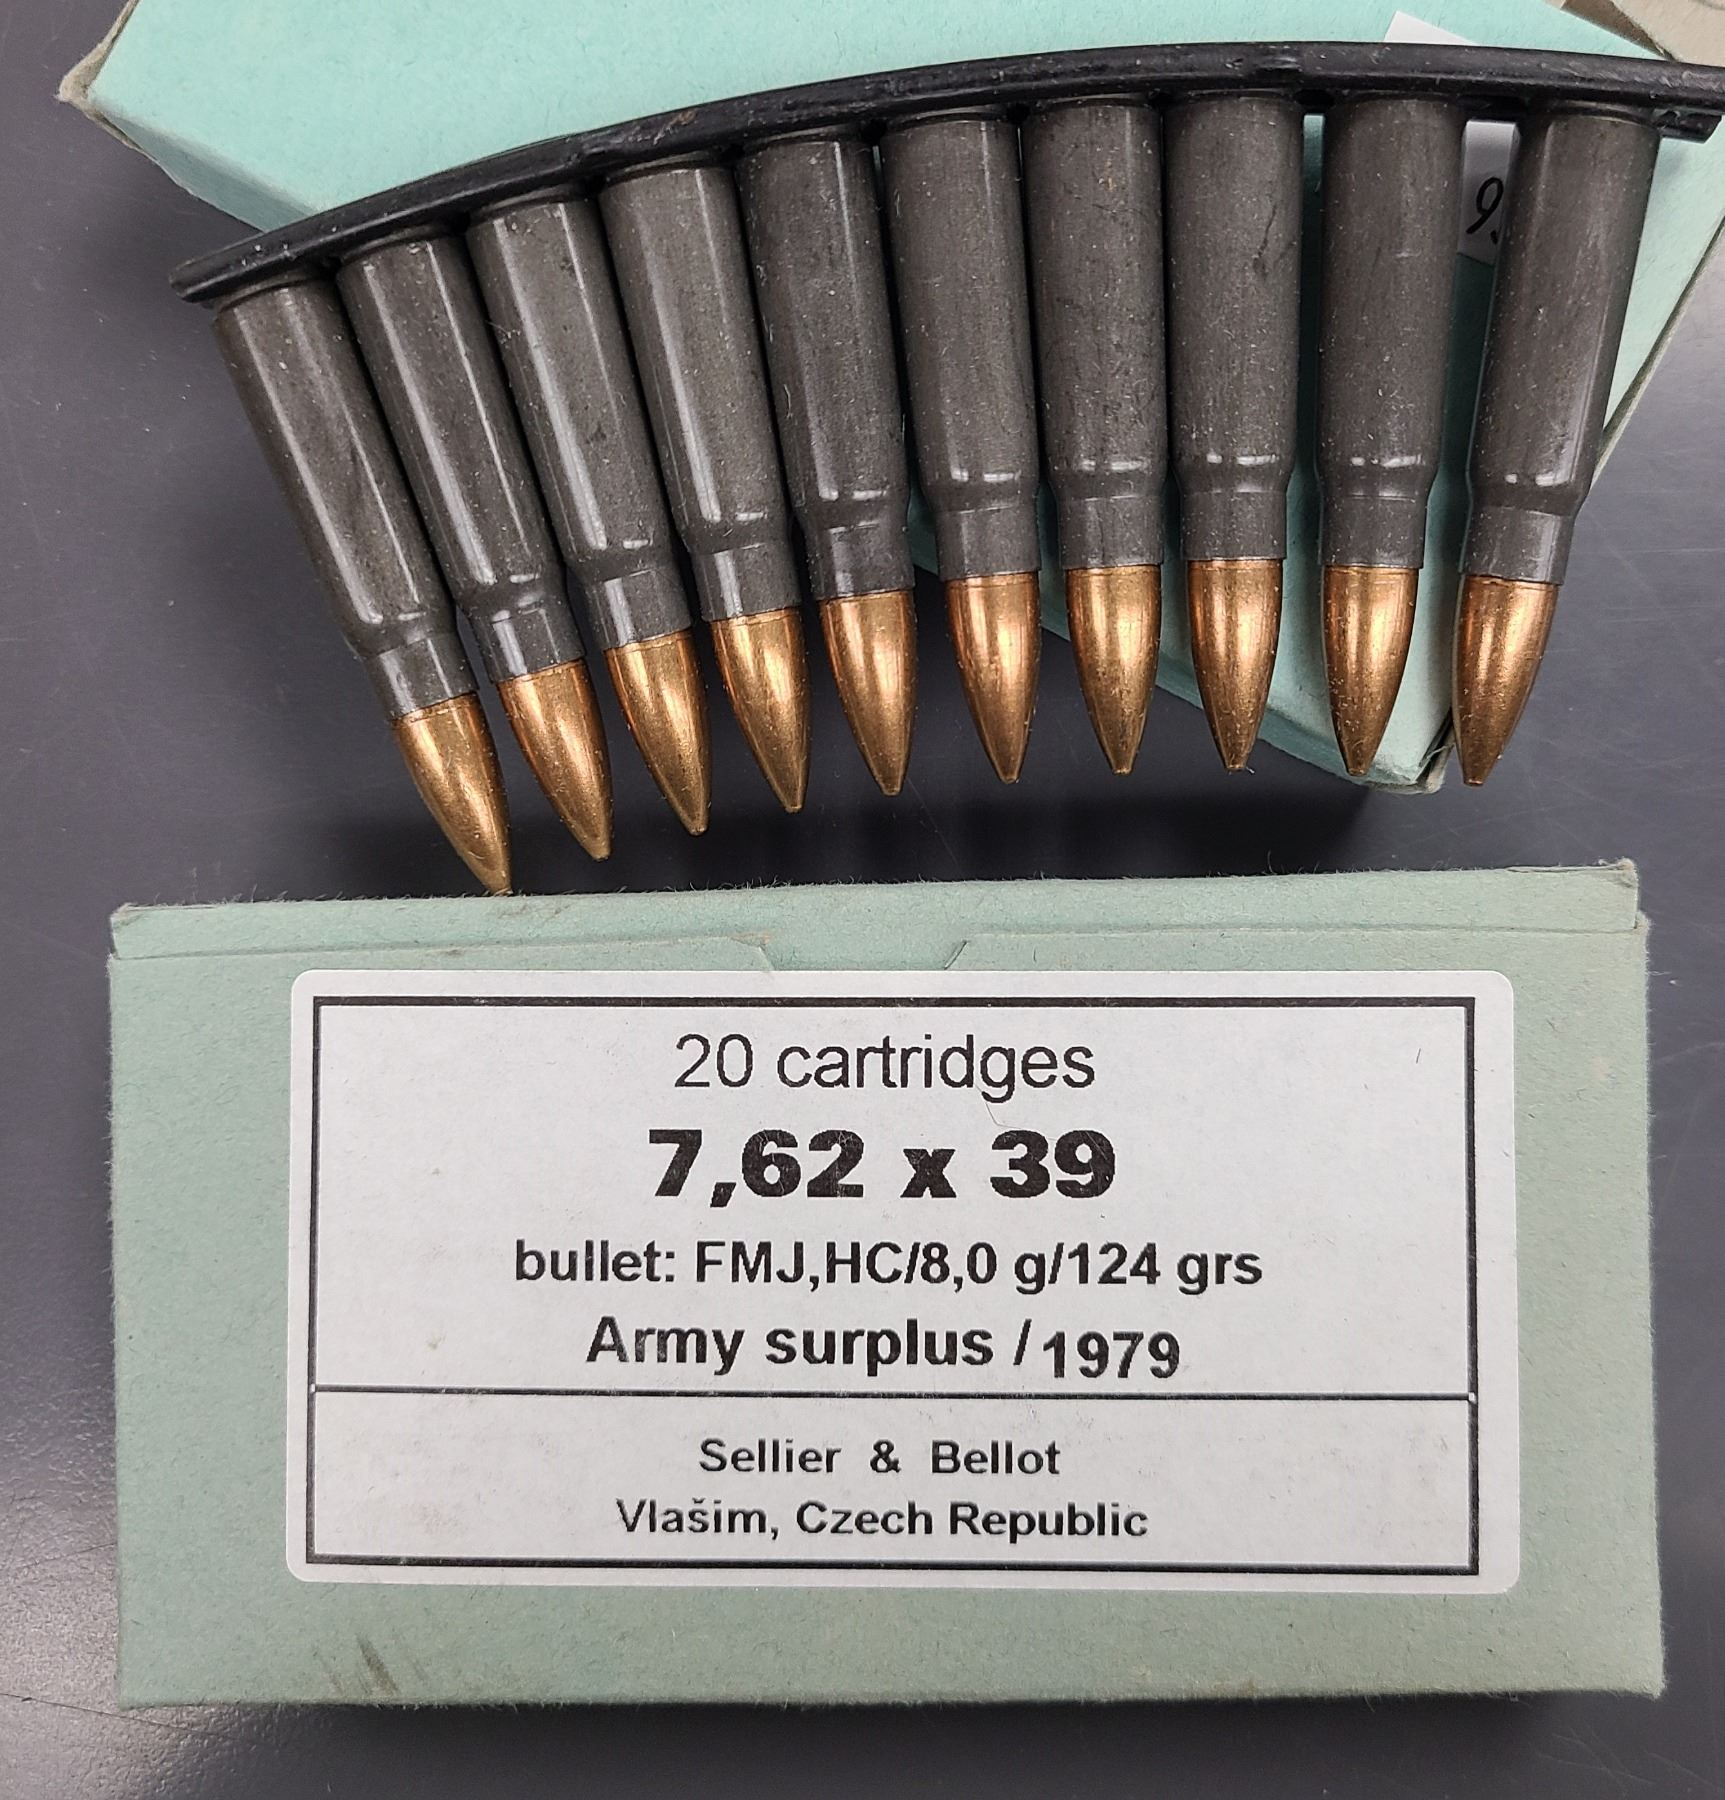 20 cartridges
7,62 x 39
bullet: FMJ,HC/8,0 g/124 grs
Army surplus / 1979
Sellier & Bellot
Vlašim, Czech Republic